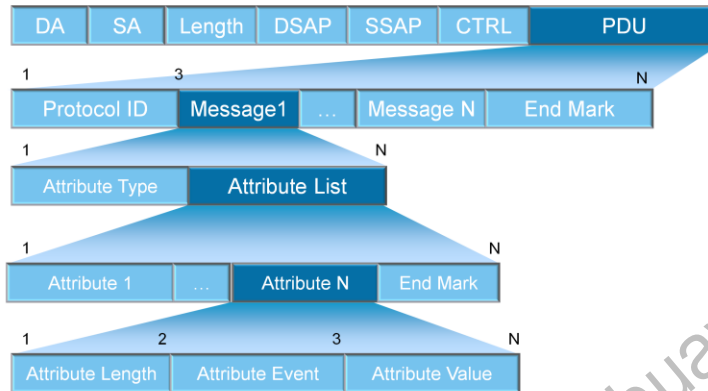 DA SA Length DSAP SSAP CTRL PDU
1 3 N
Protocol ID Message1 ... Message N End Mark
1 N
Attribute Type Attribute List
1 N
Attribute 1 ... Attribute N End Mark
1 2 3 N
Attribute Length Attribute Event Attribute Value